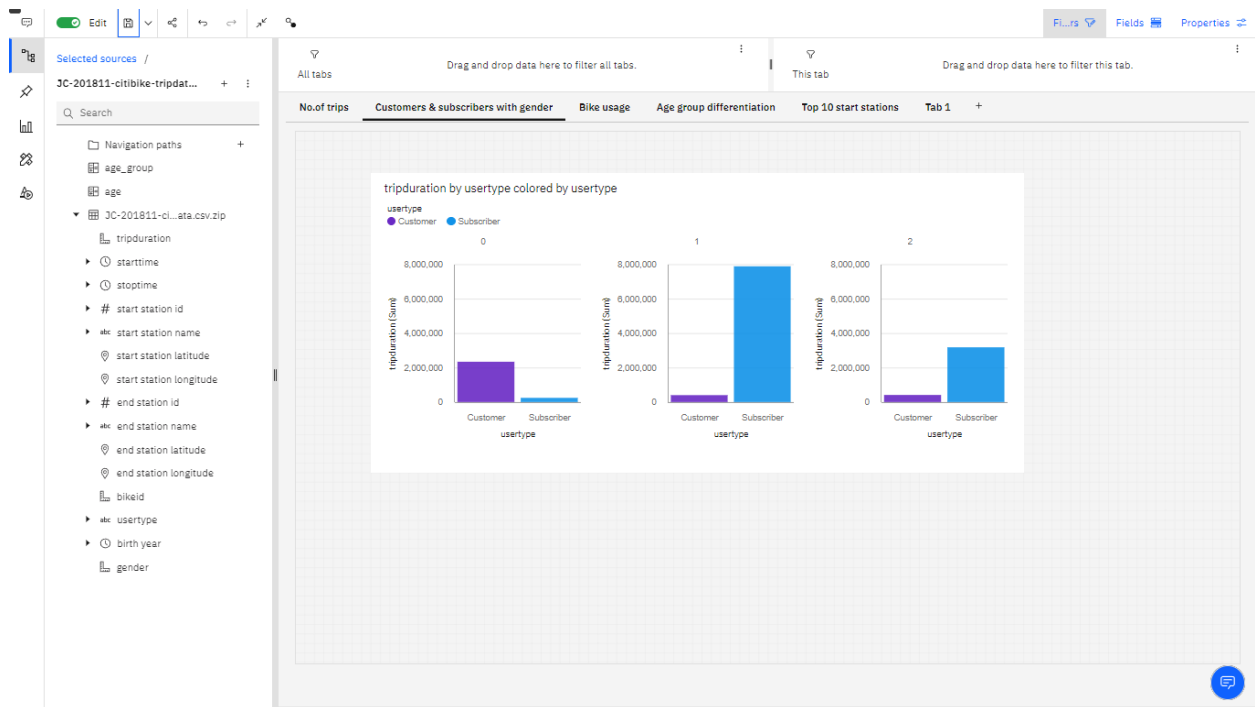 Edit
Fi...rs
Fields
Properties
Selected sources /
JC-201811-citibike-tripdat...
Search
Navigation paths
age_group
age
JC-201811-ci...ata.csv.zip
tripduration
starttime
stoptime
# start station id
abc start station name
start station latitude
start station longitude
# end station id
abc end station name
end station latitude
end station longitude
bikeid
abc usertype
birth year
gender
All tabs
Drag and drop data here to filter all tabs.
This tab
Drag and drop data here to filter this tab.
No.of trips
Customers & subscribers with gender
Bike usage
Age group differentiation
Top 10 start stations
Tab 1
tripduration by usertype colored by usertype
usertype
Customer Subscriber
0
8,000,000
6,000,000
4,000,000
2,000,000
0
tripduration (Sum)
Customer Subscriber
usertype
1
8,000,000
6,000,000
4,000,000
2,000,000
0
tripduration (Sum)
Customer Subscriber
usertype
2
8,000,000
6,000,000
4,000,000
2,000,000
0
tripduration (Sum)
Customer Subscriber
usertype